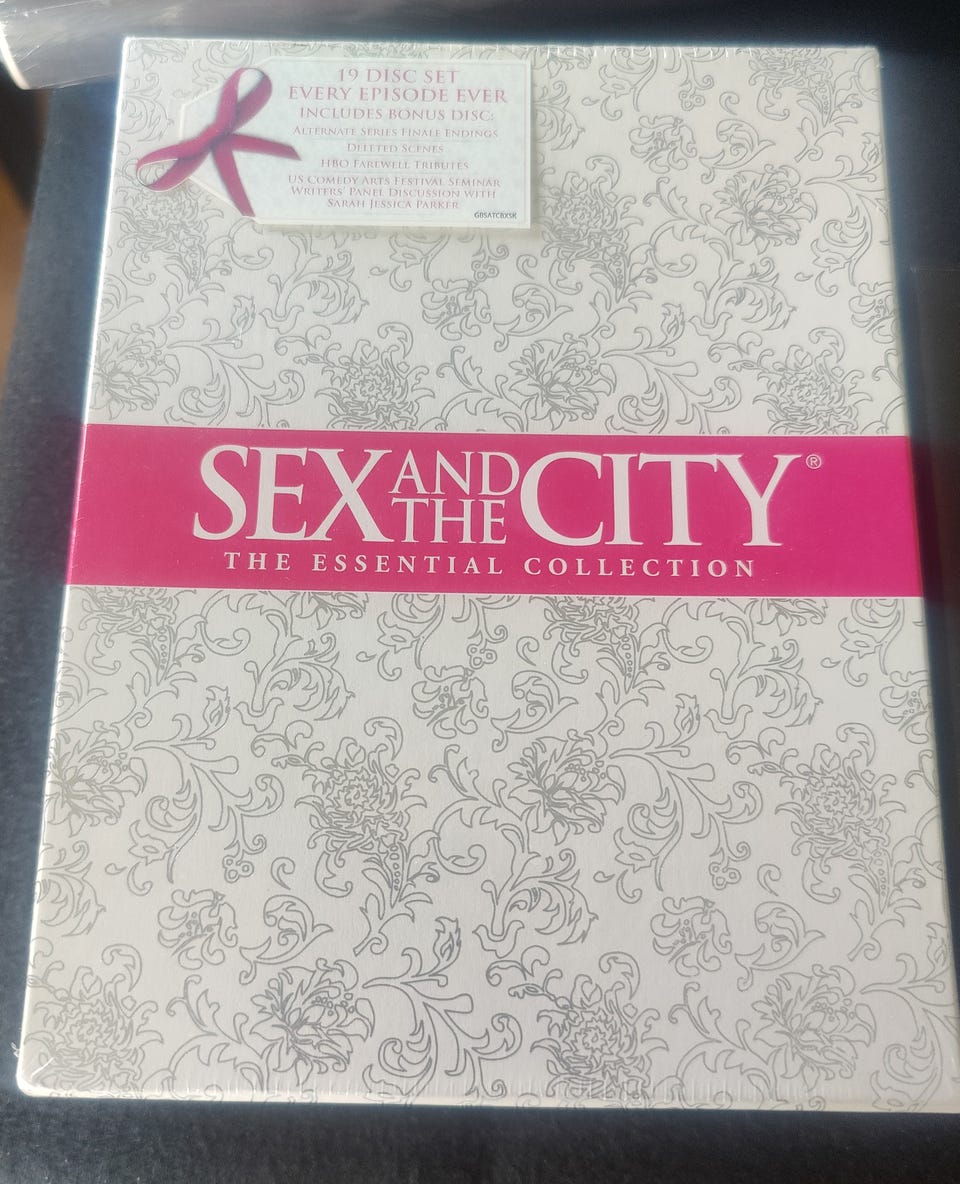 19 DISC SET
EVERY EPISODE EVER
INCLUDES BONUS DISC:
ALTERNATE SERIES FINALE ENDINGS
DELETED SCENES
HBO FAREWELL TRIBUTES
US COMEDY ARTS FESTIVAL SEMINAR
WRITERS' PANEL DISCUSSION WITH
SARAH JESSICA PARKER
GBSATCBXSK
SEX AND THE CITY®
THE ESSENTIAL COLLECTION